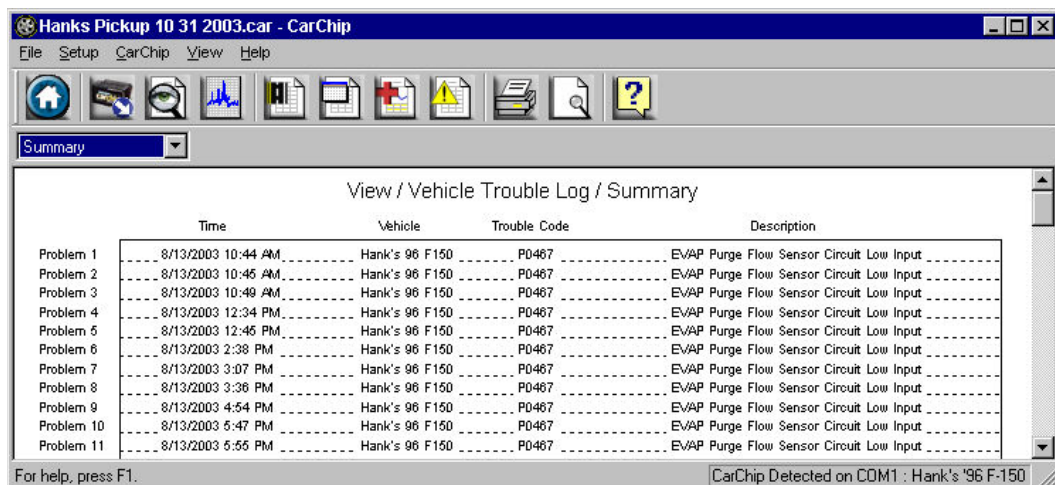 Hanks Pickup 10 31 2003.car - CarChip
File Setup CarChip View Help
Summary
View / Vehicle Trouble Log / Summary
Time Vehicle Trouble Code Description
Problem 1 8/13/2003 10:44 AM Hank's 96 F150 P0467 EVAP Purge Flow Sensor Circuit Low Input
Problem 2 8/13/2003 10:45 AM Hank's 96 F150 P0467 EVAP Purge Flow Sensor Circuit Low Input
Problem 3 8/13/2003 10:49 AM Hank's 96 F150 P0467 EVAP Purge Flow Sensor Circuit Low Input
Problem 4 8/13/2003 12:34 PM Hank's 96 F150 P0467 EVAP Purge Flow Sensor Circuit Low Input
Problem 5 8/13/2003 12:45 PM Hank's 96 F150 P0467 EVAP Purge Flow Sensor Circuit Low Input
Problem 6 8/13/2003 2:38 PM Hank's 96 F150 P0467 EVAP Purge Flow Sensor Circuit Low Input
Problem 7 8/13/2003 3:07 PM Hank's 96 F150 P0467 EVAP Purge Flow Sensor Circuit Low Input
Problem 8 8/13/2003 3:36 PM Hank's 96 F150 P0467 EVAP Purge Flow Sensor Circuit Low Input
Problem 9 8/13/2003 4:54 PM Hank's 96 F150 P0467 EVAP Purge Flow Sensor Circuit Low Input
Problem 10 8/13/2003 5:47 PM Hank's 96 F150 P0467 EVAP Purge Flow Sensor Circuit Low Input
Problem 11 8/13/2003 5:55 PM Hank's 96 F150 P0467 EVAP Purge Flow Sensor Circuit Low Input
For help, press F1. CarChip Detected on COM1 : Hank's '96 F-150